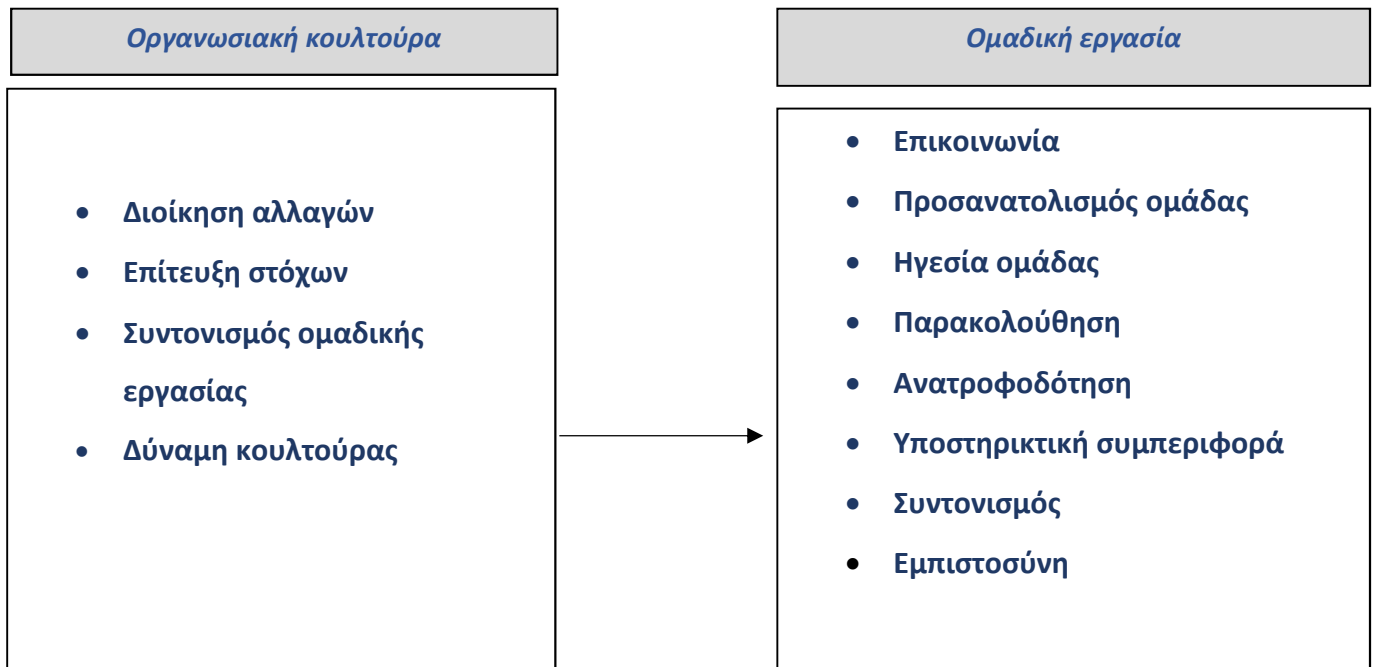 Οργανωσιακή κουλτούρα
• Διοίκηση αλλαγών
• Επίτευξη στόχων
• Συντονισμός ομαδικής
εργασίας
• Δύναμη κουλτούρας
Ομαδική εργασία
• Επικοινωνία
• Προσανατολισμός ομάδας
• Ηγεσία ομάδας
• Παρακολούθηση
• Ανατροφοδότηση
• Υποστηρικτική συμπεριφορά
• Συντονισμός
• Εμπιστοσύνη